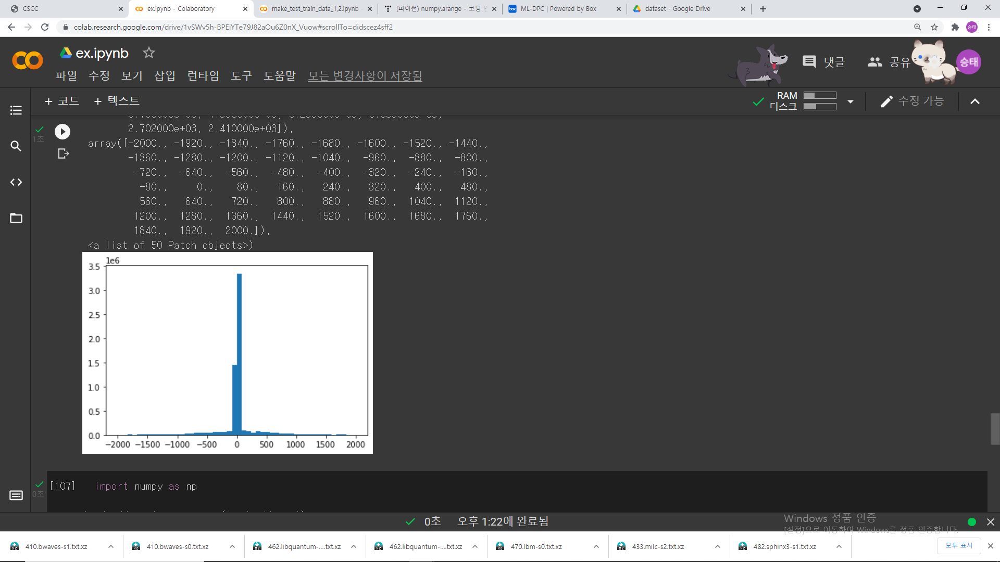 CSCC
ex.ipynb - Colaboratory
make_test_train_data_1,2.ipynb
(파이썬) numpy.arange - 코딩
ML-DPC | Powered by Box
dataset - Google Drive
colab.research.google.com/drive/1vSWv5h-BPEiYTe79J82aOu6Z0nX_Vuow#scrollTo=didscez4sff2
승태
ex.ipynb
파일 수정 보기 삽입 런타임 도구 도움말 모든 변경사항이 저장됨
댓글
공유
승태
+ 코드 + 텍스트
RAM
디스크
수정 가능
1초
2.702000e+03, 2.410000e+03]),
array([-2000., -1920., -1840., -1760., -1680., -1600., -1520., -1440.,
-1360., -1280., -1200., -1120., -1040., -960., -880., -800.,
-720., -640., -560., -480., -400., -320., -240., -160.,
-80., 0., 80., 160., 240., 320., 400., 480.,
560., 640., 720., 800., 880., 960., 1040., 1120.,
1200., 1280., 1360., 1440., 1520., 1600., 1680., 1760.,
1840., 1920., 2000.]),
<a list of 50 Patch objects>)
1e6
3.5
3.0
2.5
2.0
1.5
1.0
0.5
0.0
−2000 −1500 −1000 −500 0 500 1000 1500 2000
0초
[107] import numpy as np
0초 오후 1:22에 완료됨
Windows 정품 인증
[설정]으로 이동하여 Windows를 정품 인증합니다.
410.bwaves-s1.txt.xz
410.bwaves-s0.txt.xz
462.libquantum-....txt.xz
462.libquantum-....txt.xz
470.lbm-s0.txt.xz
433.milc-s2.txt.xz
482.sphinx3-s1.txt.xz
모두 표시